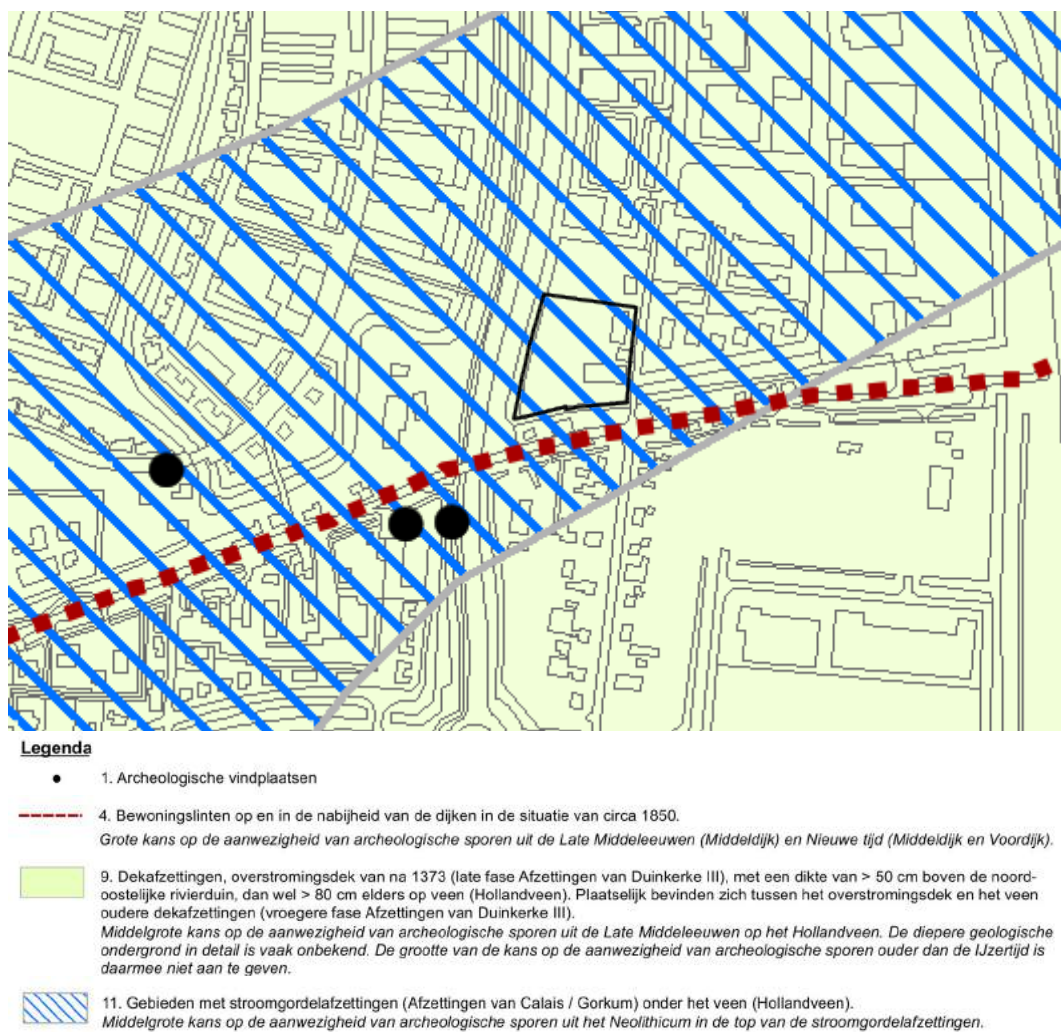 Legenda
1. Archeologische vindplaatsen
4. Bewoningslinten op en in de nabijheid van de dijken in de situatie van circa 1850.
Grote kans op de aanwezigheid van archeologische sporen uit de Late Middeleeuwen (Middeldijk) en Nieuwe tijd (Middeldijk en Voordijk).
9. Dekafzettingen, overstromingsdek van na 1373 (late fase Afzettingen van Duinkerke III), met een dikte van > 50 cm boven de noord-
oostelijke rivierduin, dan wel > 80 cm elders op veen (Hollandveen). Plaatselijk bevinden zich tussen het overstromingsdek en het veen
oudere dekafzettingen (vroegere fase Afzettingen van Duinkerke III).
Middelgrote kans op de aanwezigheid van archeologische sporen uit de Late Middeleeuwen op het Hollandveen. De diepere geologische
ondergrond in detail is vaak onbekend. De grootte van de kans op de aanwezigheid van archeologische sporen ouder dan de IJzertijd is
daarmee niet aan te geven.
11. Gebieden met stroomgordelafzettingen (Afzettingen van Calais / Gorkum) onder het veen (Hollandveen).
Middelgrote kans op de aanwezigheid van archeologische sporen uit het Neolithicum in de top van de stroomgordelafzettingen.